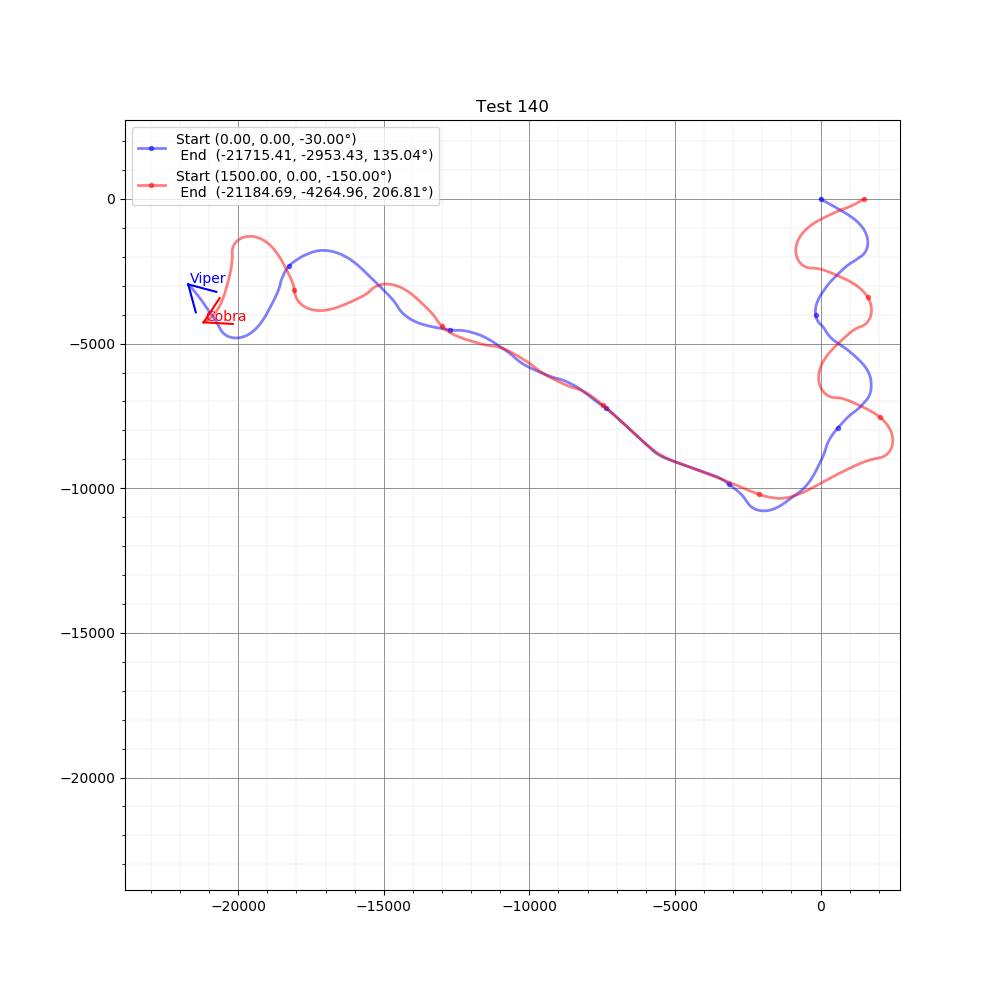 Test 140
Start (0.00, 0.00, -30.00°)
End (-21715.41, -2953.43, 135.04°)
Start (1500.00, 0.00, -150.00°)
End (-21184.69, -4264.96, 206.81°)
Viper
Cobra
0
−5000
−10000
−15000
−20000
−20000
−15000
−10000
−5000
0